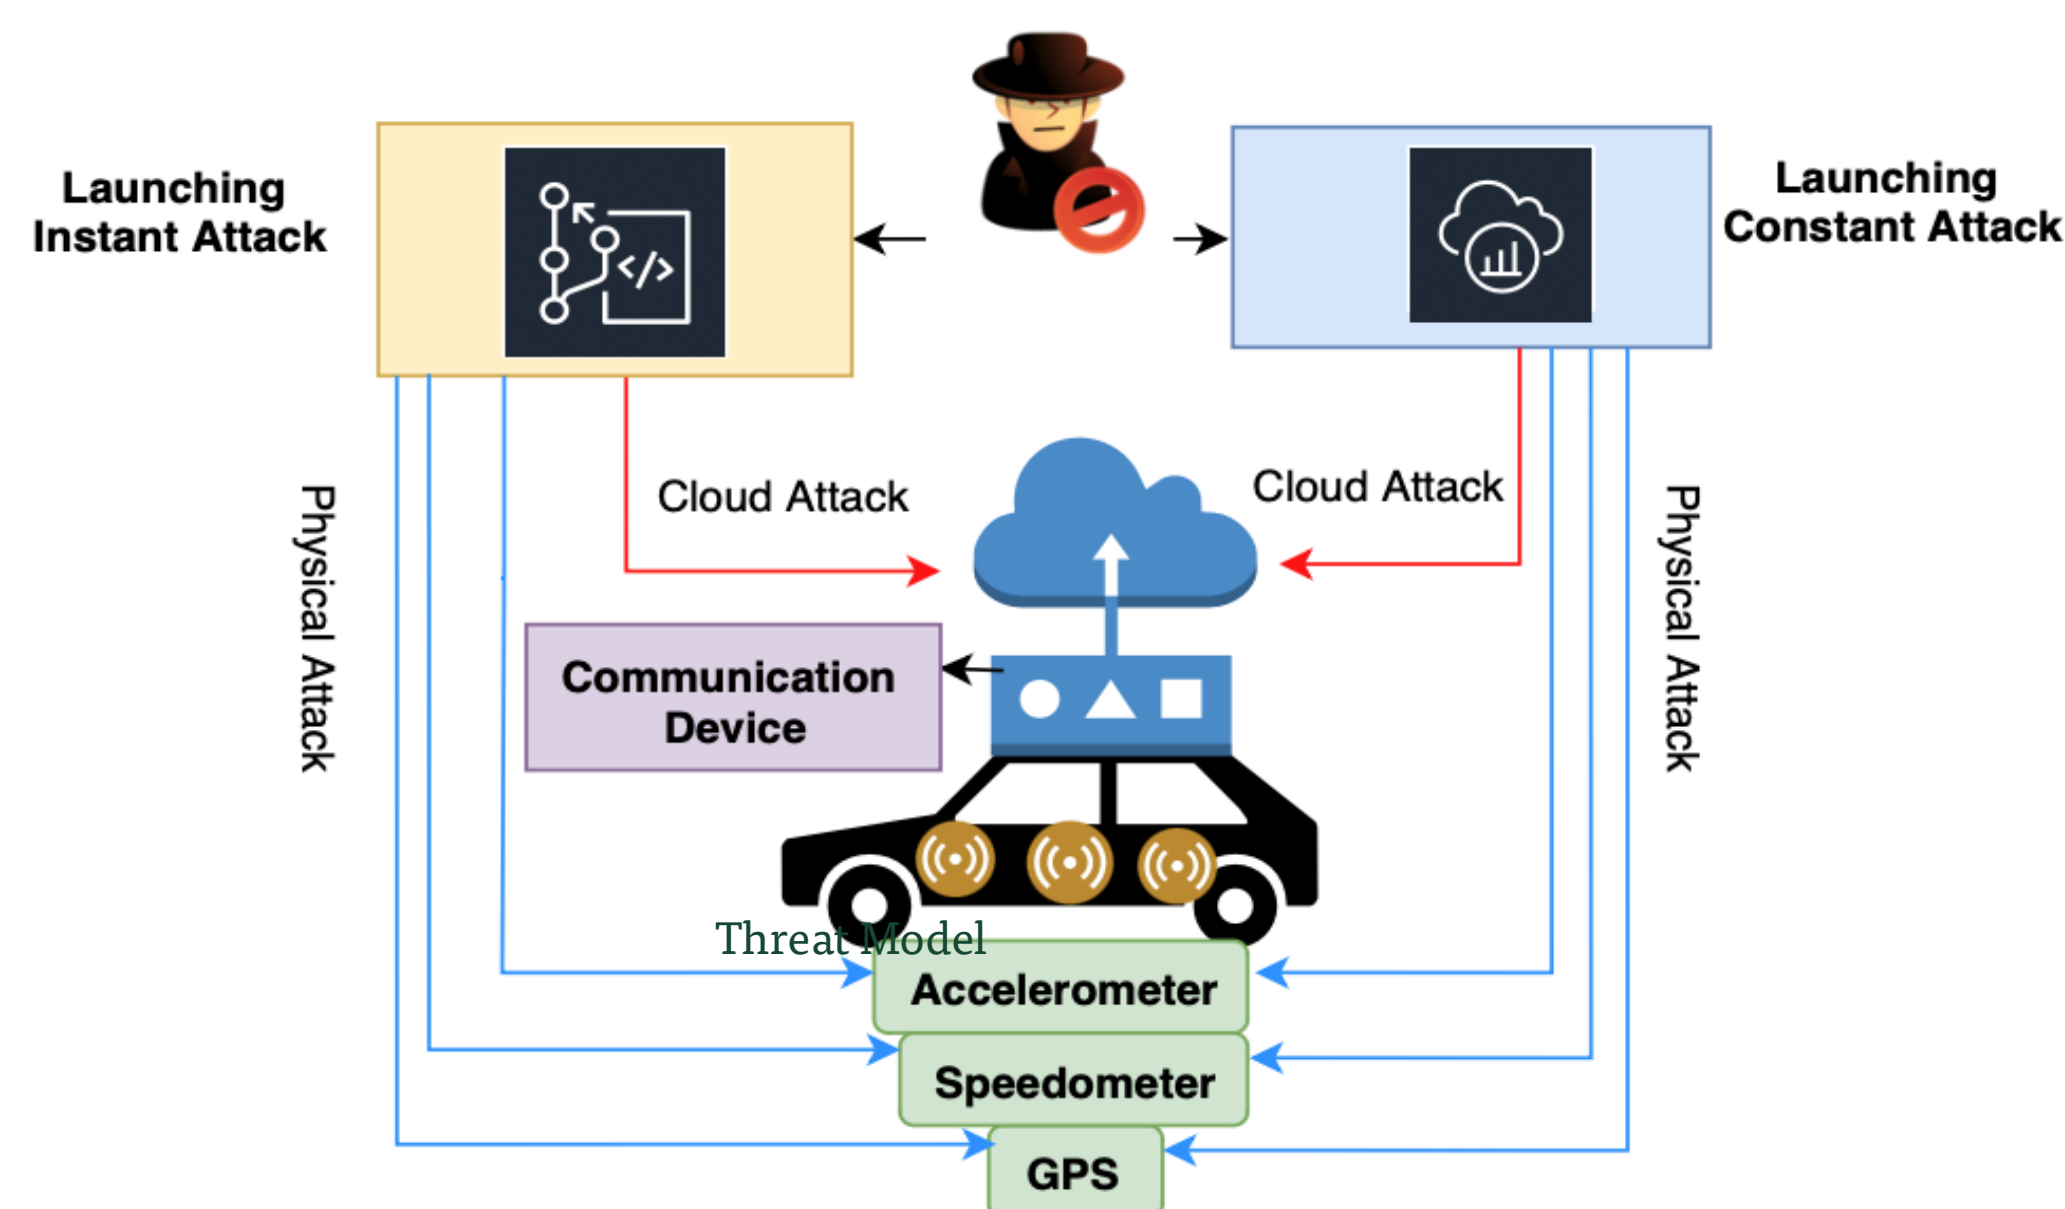 Launching
Instant Attack
Launching
Constant Attack
</>
Cloud Attack
Cloud Attack
Physical Attack
Physical Attack
Communication
Device
Threat Model
Accelerometer
Speedometer
GPS